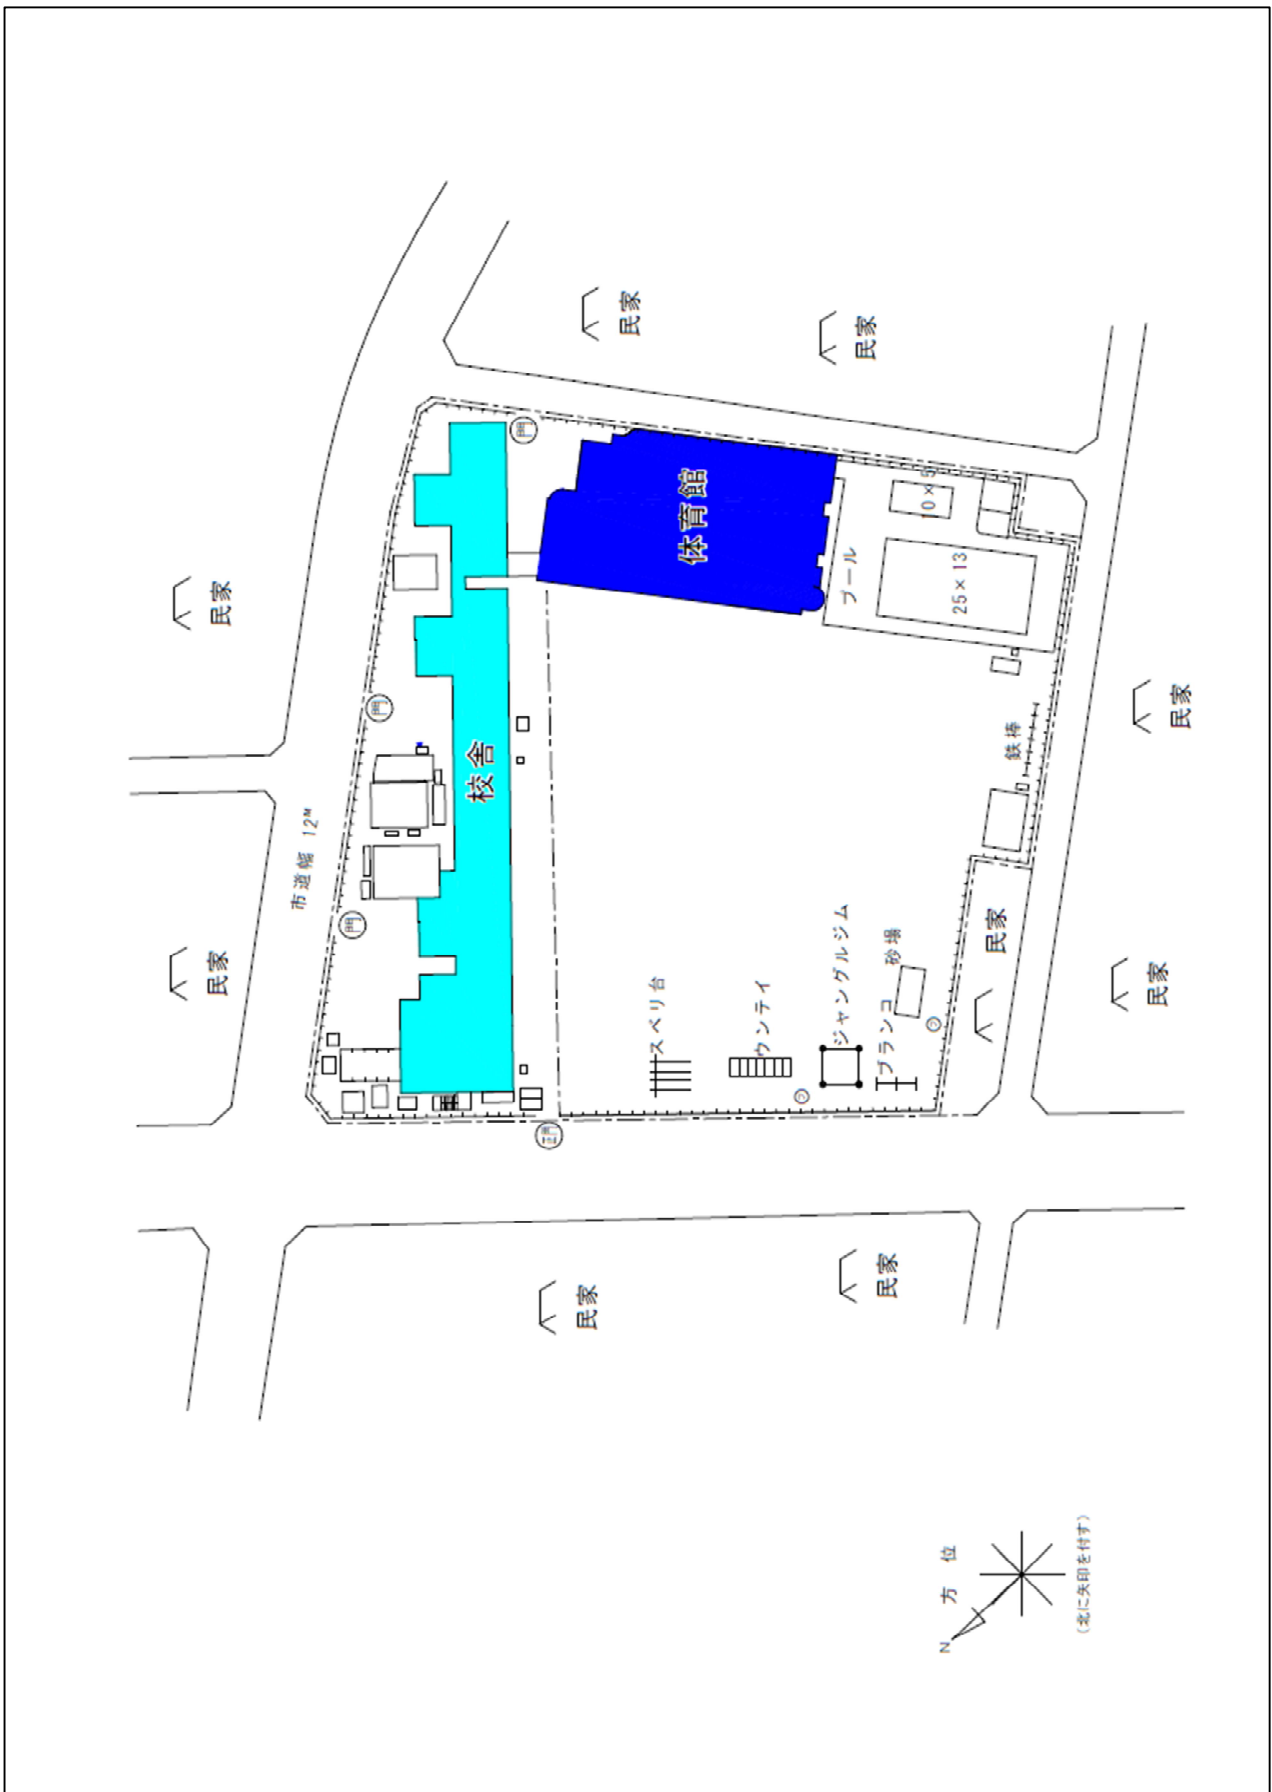 民家
民家
市道幅 12M
門
門
校舎
門
正門
民家
民家
スベリ台
体育館
ウンテイ
ジャングルジム
プール
民家
民家
ブランコ
砂場
10×5
N
方 位
25×13
民家
鉄棒
(北に矢印を付す)
民家
民家